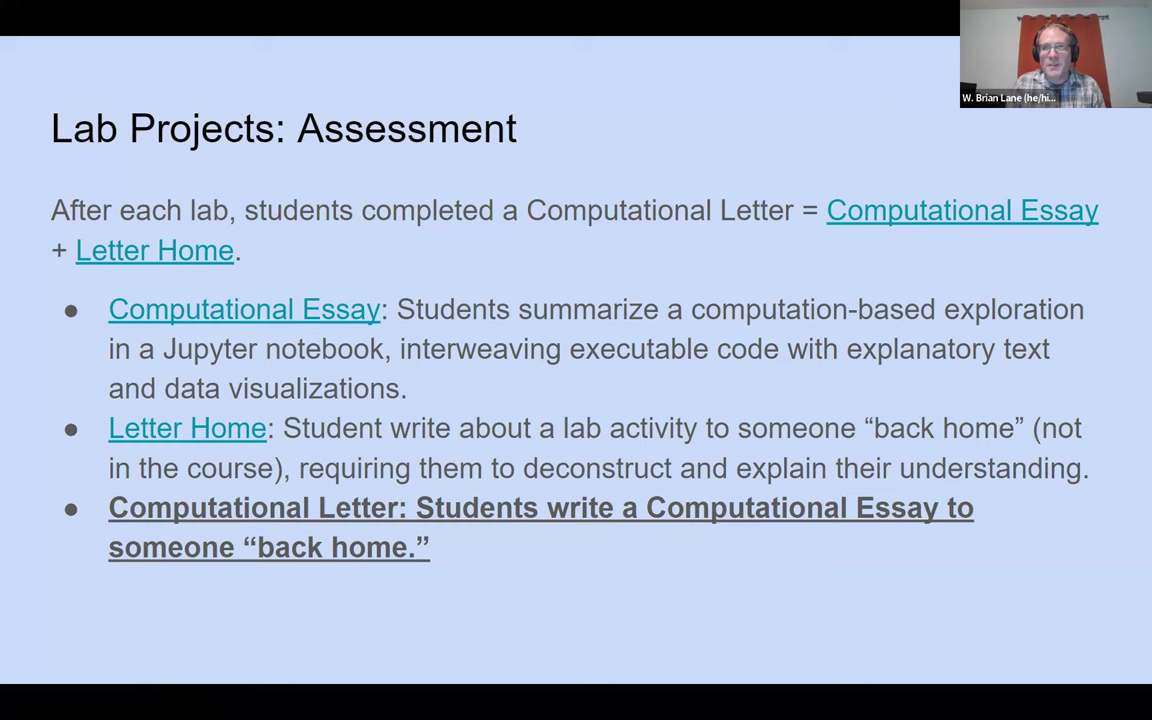 W. Brian Lane (he/hi...
Lab Projects: Assessment
After each lab, students completed a Computational Letter = Computational Essay
+ Letter Home.
● Computational Essay: Students summarize a computation-based exploration
in a Jupyter notebook, interweaving executable code with explanatory text
and data visualizations.
● Letter Home: Student write about a lab activity to someone “back home” (not
in the course), requiring them to deconstruct and explain their understanding.
● Computational Letter: Students write a Computational Essay to
someone “back home.”